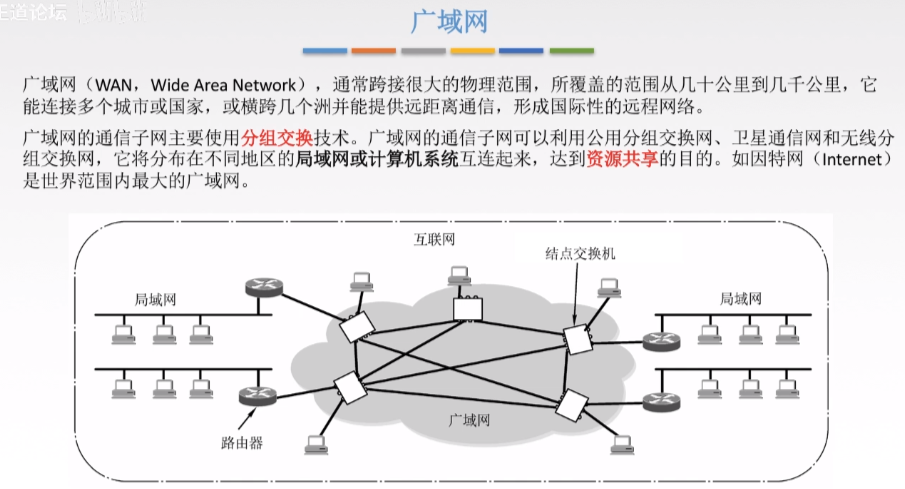 王道论坛
广域网
广域网（WAN，Wide Area Network），通常跨接很大的物理范围，所覆盖的范围从几十公里到几千公里，它
能连接多个城市或国家，或横跨几个洲并能提供远距离通信，形成国际性的远程网络。
广域网的通信子网主要使用分组交换技术。广域网的通信子网可以利用公用分组交换网、卫星通信网和无线分
组交换网，它将分布在不同地区的局域网或计算机系统互连起来，达到资源共享的目的。如因特网（Internet）
是世界范围内最大的广域网。
互联网
结点交换机
局域网
局域网
广域网
路由器